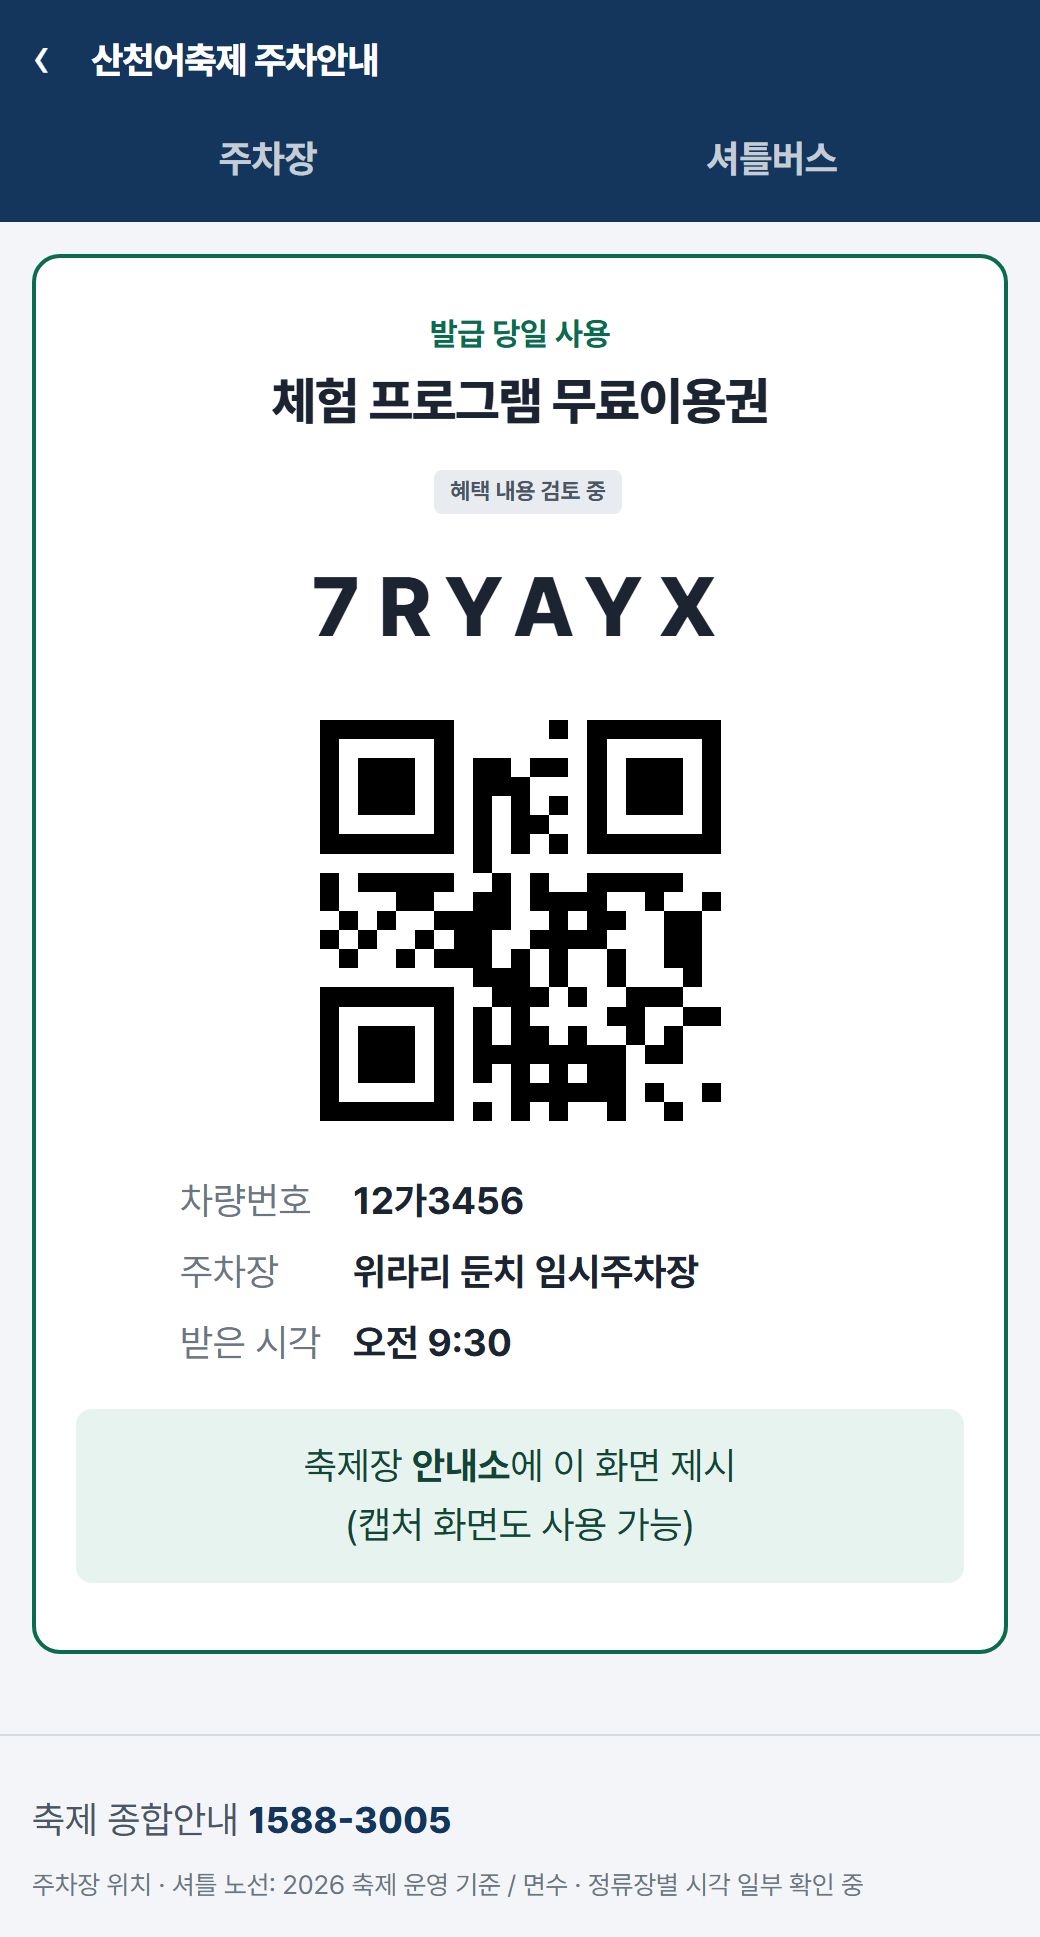 산천어축제 주차안내
주차장 셔틀버스
발급 당일 사용
체험 프로그램 무료이용권
혜택 내용 검토 중
7RYAYX
차량번호 12가3456
주차장 위라리 둔치 임시주차장
받은 시각 오전 9:30
축제장 안내소에 이 화면 제시
(캡처 화면도 사용 가능)
축제 종합안내 1588-3005
주차장 위치 · 셔틀 노선: 2026 축제 운영 기준 / 면수 · 정류장별 시각 일부 확인 중